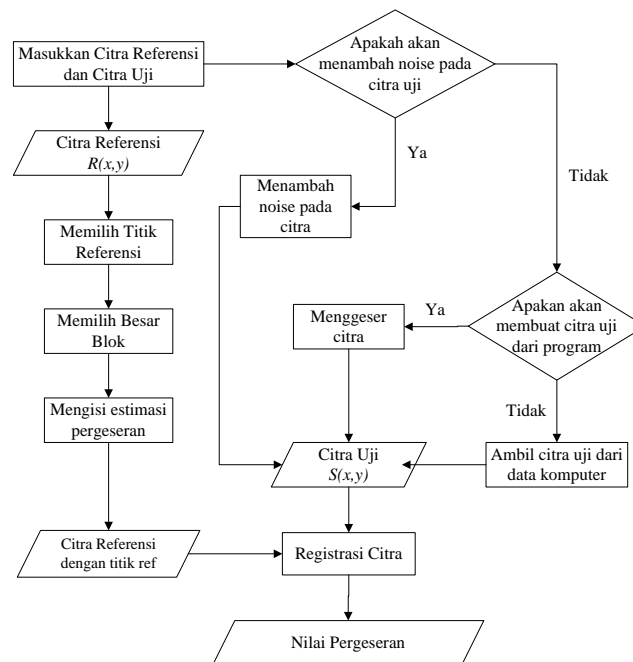 Masukkan Citra Referensi
dan Citra Uji
Apakah akan
menambah noise pada
citra uji
Citra Referensi
R(x,y)
Ya
Tidak
Menambah
noise pada
citra
Memilih Titik
Referensi
Memilih Besar
Blok
Menggeser
citra
Ya
Apakan akan
membuat citra uji
dari program
Mengisi estimasi
pergeseran
Tidak
Citra Uji
S(x,y)
Ambil citra uji dari
data komputer
Citra Referensi
dengan titik ref
Registrasi Citra
Nilai Pergeseran